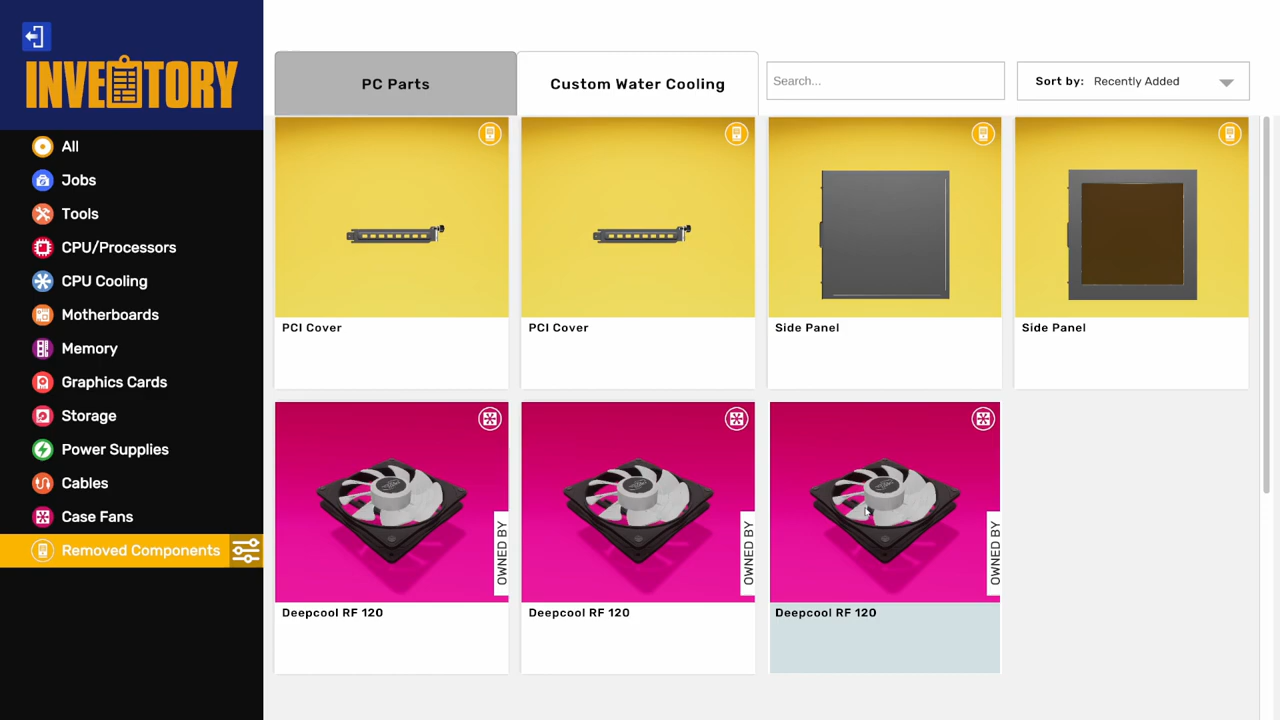 INVENTORY
All
Jobs
Tools
CPU/Processors
CPU Cooling
Motherboards
Memory
Graphics Cards
Storage
Power Supplies
Cables
Case Fans
Removed Components
PC Parts
Custom Water Cooling
Search...
Sort by: Recently Added
PCI Cover
PCI Cover
Side Panel
Side Panel
OWNED BY
OWNED BY
OWNED BY
Deepcool RF 120
Deepcool RF 120
Deepcool RF 120